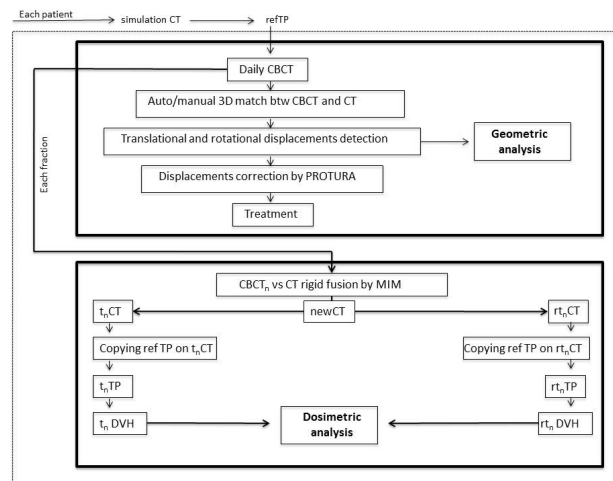 Each patient
simulation CT
refTP
Daily CBCT
Auto/manual 3D match btw CBCT and CT
Translational and rotational displacements detection
Geometric
analysis
Displacements correction by PROTURA
Treatment
Each fraction
CBCTn vs CT rigid fusion by MIM
tnCT
newCT
rtnCT
Copying ref TP on tnCT
Copying ref TP on rtnCT
tnTP
rtnTP
tn DVH
Dosimetric
analysis
rtn DVH